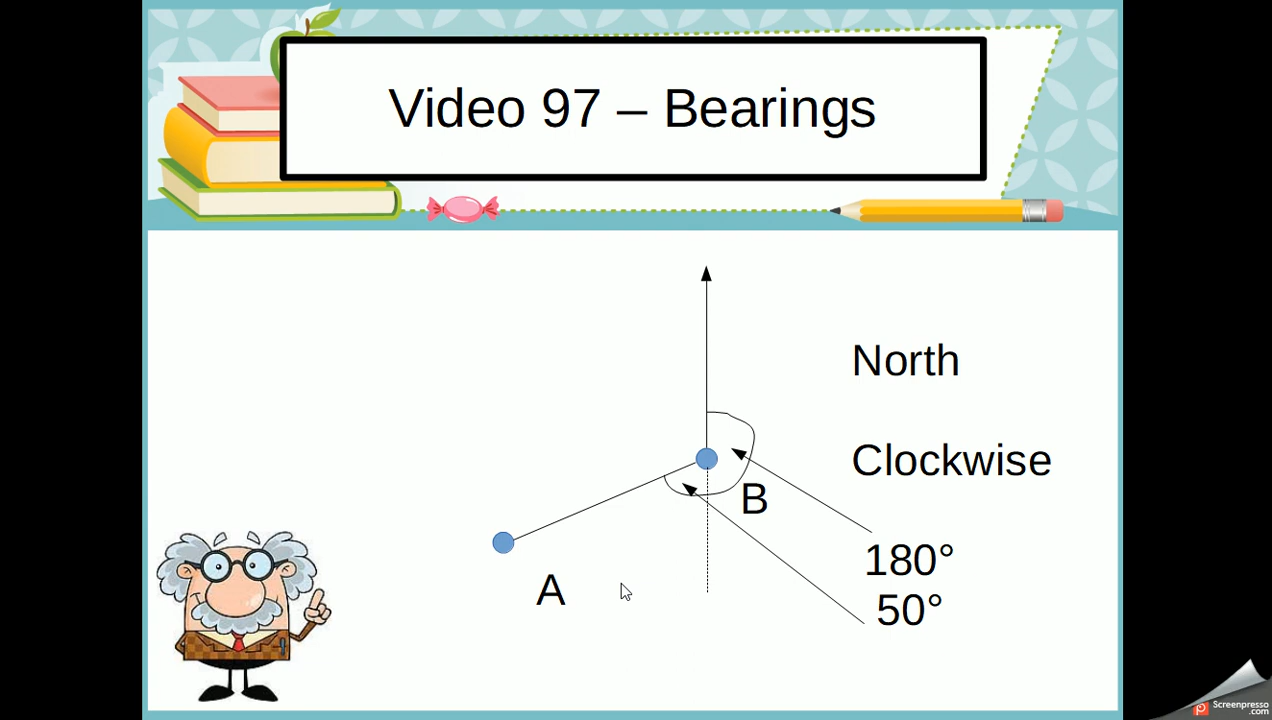 Video 97 – Bearings
North
Clockwise
B
180°
50°
A
Screenpresso
.com